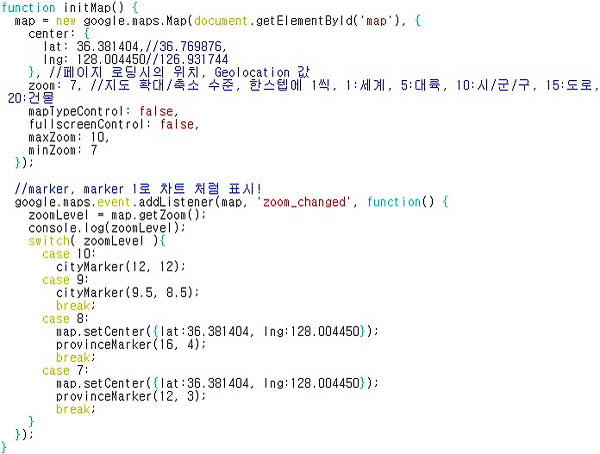 function initMap() {
map = new google.maps.Map(document.getElementById('map'), {
center: {
lat: 36.381404,//36.769876,
lng: 128.004450//126.931744
}, //페이지 로딩시의 위치, Geolocation 값
zoom: 7, //지도 확대/축소 수준, 한스텝에 1씩, 1:세계, 5:대륙, 10:시/군/구, 15:도로,
20:건물
mapTypeControl: false,
fullscreenControl: false,
maxZoom: 10,
minZoom: 7
});
//marker, marker 1로 차트 처럼 표시!
google.maps.event.addListener(map, 'zoom_changed', function() {
zoomLevel = map.getZoom();
console.log(zoomLevel);
switch( zoomLevel ){
case 10:
cityMarker(12, 12);
case 9:
cityMarker(9.5, 8.5);
break;
case 8:
map.setCenter({lat:36.381404, lng:128.004450});
provinceMarker(16, 4);
break;
case 7:
map.setCenter({lat:36.381404, lng:128.004450});
provinceMarker(12, 3);
break;
}
});
}